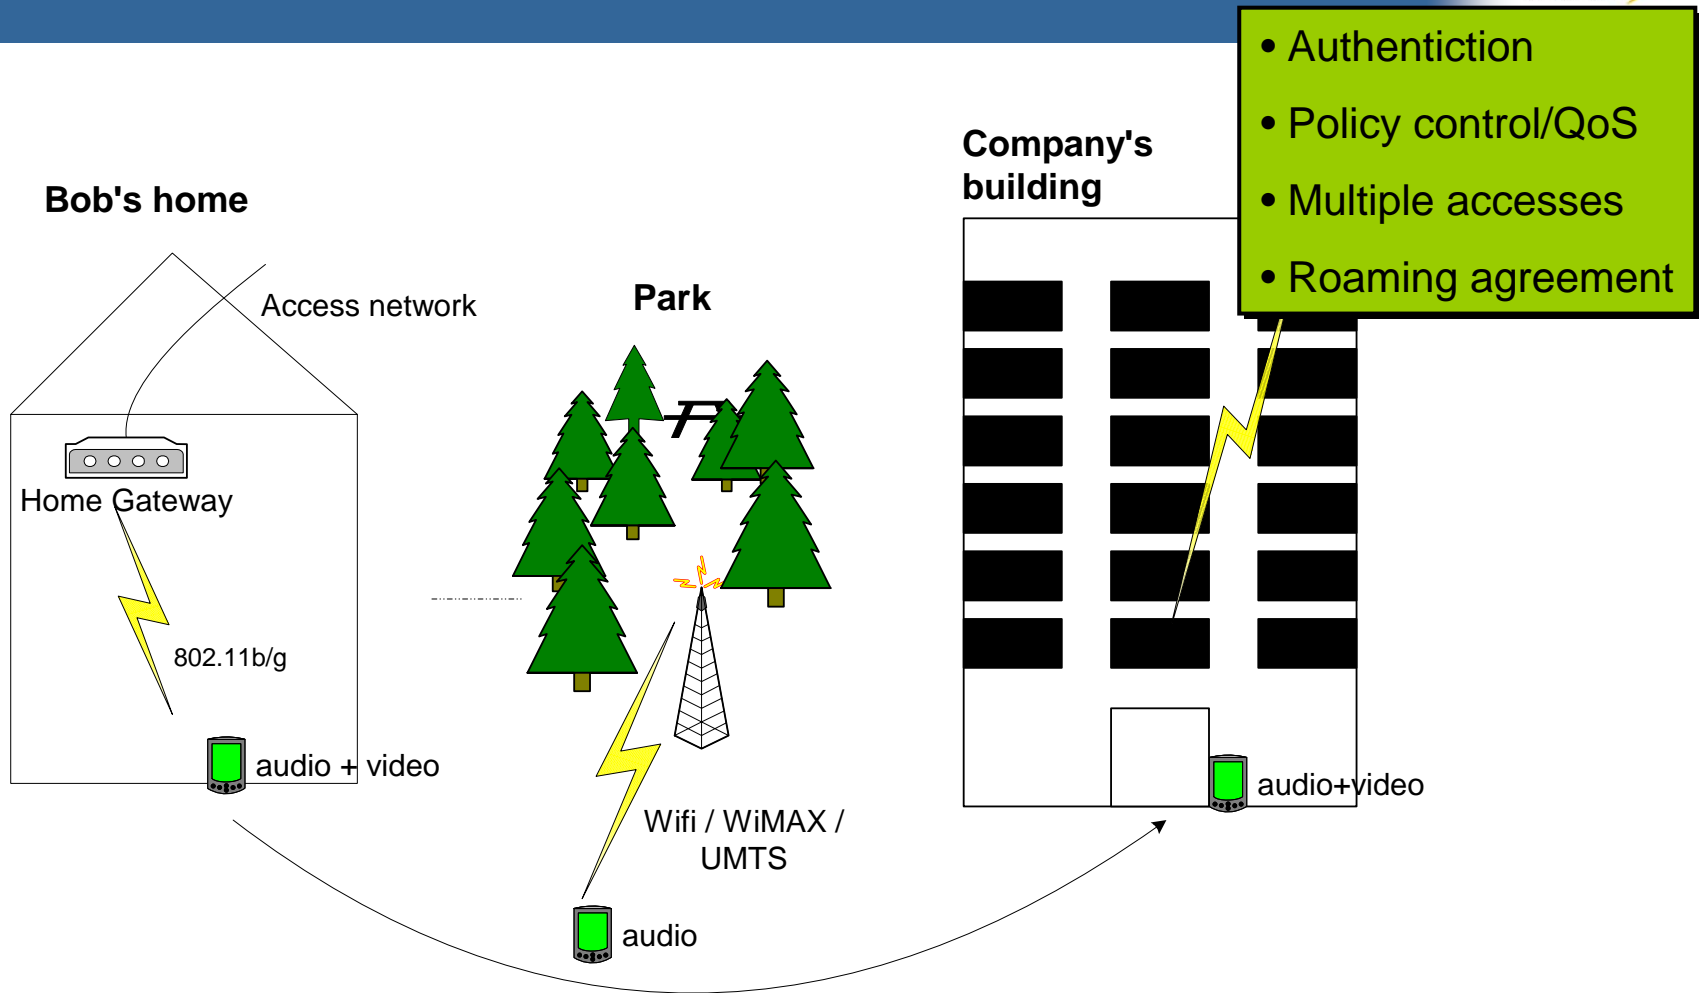 • Authentiction
• Policy control/QoS
• Multiple accesses
• Roaming agreement
Company's
building
Bob's home
Access network
Park
Home Gateway
802.11b/g
audio + video
Wifi / WiMAX /
UMTS
audio
audio+video